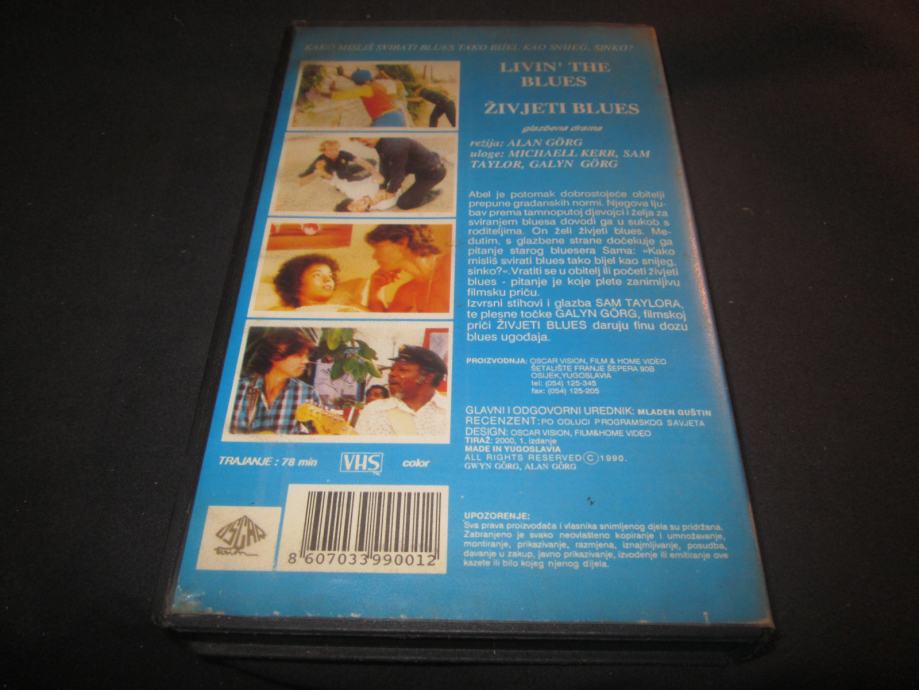 KAKO MISLIŠ SVIRATI BLUES TAKO BIJEL KAO SNIJEG, SINKO?
LIVIN' THE
BLUES
ŽIVJETI BLUES
glazbena drama
režija: ALAN GÖRG
uloge: MICHAELL KERR, SAM
TAYLOR, GALYN GÖRG
Abel je potomak dobrostojeće obitelji
prepune građanskih normi. Njegova lju-
bav prema tamnoputoj djevojci i želja za
sviranjem bluesa dovodi ga u sukob s
roditeljima. On želi živjeti blues. Me-
đutim, s glazbene strane dočekuje ga
pitanje starog bluesera Sama: »Kako
misliš svirati blues tako bijel kao snijeg,
sinko?«. Vratiti se u obitelj ili početi živjeti
blues - pitanje je koje plete zanimljivu
filmsku priču.
Izvrsni stihovi i glazba SAM TAYLORA,
te plesne točke GALYN GÖRG, filmskoj
priči ŽIVJETI BLUES daruju finu dozu
blues ugođaja.
PROIZVODNJA: OSCAR VISION, FILM & HOME VIDEO
ŠETALIŠTE FRANJE ŠEPERA 90B
OSIJEK, YUGOSLAVIA
tel: (054) 125-345
fax: (054) 125-205
GLAVNI I ODGOVORNI UREDNIK: MLADEN GUŠTIN
RECENZENT: PO ODLUCI PROGRAMSKOG SAVJETA
DESIGN: OSCAR VISION, FILM&HOME VIDEO
TIRAŽ: 2000, 1. izdanje
MADE IN YUGOSLAVIA
ALL RIGHTS RESERVED © 1990.
GWYN GÖRG, ALAN GÖRG
TRAJANJE : 78 min
VHS
color
OSCAR
8 607033 990012
UPOZORENJE:
Sva prava proizvođača i vlasnika snimljenog djela su pridržana.
Zabranjeno je svako neovlašteno kopiranje i umnožavanje,
montiranje, prikazivanje, razmjena, iznajmljivanje, posudba,
davanje u zakup, javno prikazivanje, izvođenje ili emitiranje ove
kazete ili bilo kojeg njenog dijela.